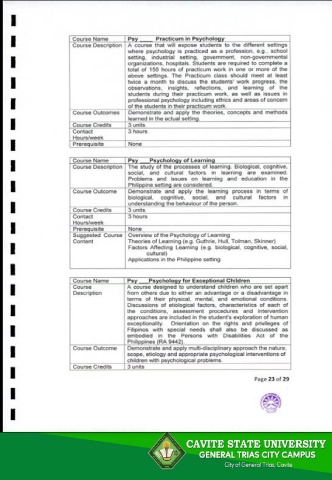 Course Name Psy ____ Practicum in Psychology
Course Description A course that will expose students to the different settings
where psychology is practiced as a profession, e.g., school
setting, industrial setting, government, non-governmental
organizations, hospitals. Students are required to complete a
total of 150 hours of practicum work in one or more of the
above settings. The Practicum class should meet at least
twice a month to discuss the students' work progress, the
observations, insights, reflections, and learning of the
students during their practicum work, as well as issues in
professional psychology including ethics and areas of concern
of the students in their practicum work.
Course Outcomes Demonstrate and apply the theories, concepts and methods
learned in the actual setting.
Course Credits 3 units
Contact 3 hours
Hours/week
Prerequisite None
Course Name Psy ___Psychology of Learning
Course Description The study of the processes of learning. Biological, cognitive,
social, and cultural factors in learning are examined.
Problems and issues on learning and education in the
Philippine setting are considered.
Course Outcome Demonstrate and apply the learning process in terms of
biological, cognitive, social, and cultural factors in
understanding the behaviour of the person.
Course Credits 3 units
Contact 3 hours
Hours/week
Prerequisite None
Suggested Course Overview of the Psychology of Learning
Content Theories of Learning (e.g. Guthrie, Hull, Tolman, Skinner)
Factors Affecting Learning (e.g. biological, cognitive, social,
cultural)
Applications in the Philippine setting
Course Name Psy ___Psychology for Exceptional Children
Course A course designed to understand children who are set apart
Description from others due to either an advantage or a disadvantage in
terms of their physical, mental, and emotional conditions.
Discussions of etiological factors, characteristics of each of
the conditions, assessment procedures and intervention
approaches are included in the student's exploration of human
exceptionality. Orientation on the rights and privileges of
Filipinos with special needs shall also be discussed as
embodied in the Persons with Disabilities Act of the
Philippines (RA 9442).
Course Outcome Demonstrate and apply multi-disciplinary approach the nature,
scope, etiology and appropriate psychological interventions of
children with psychological problems.
Course Credits 3 units
Page 23 of 29
CAVITE STATE UNIVERSITY
GENERAL TRIAS CITY CAMPUS
City of General Trias, Cavite